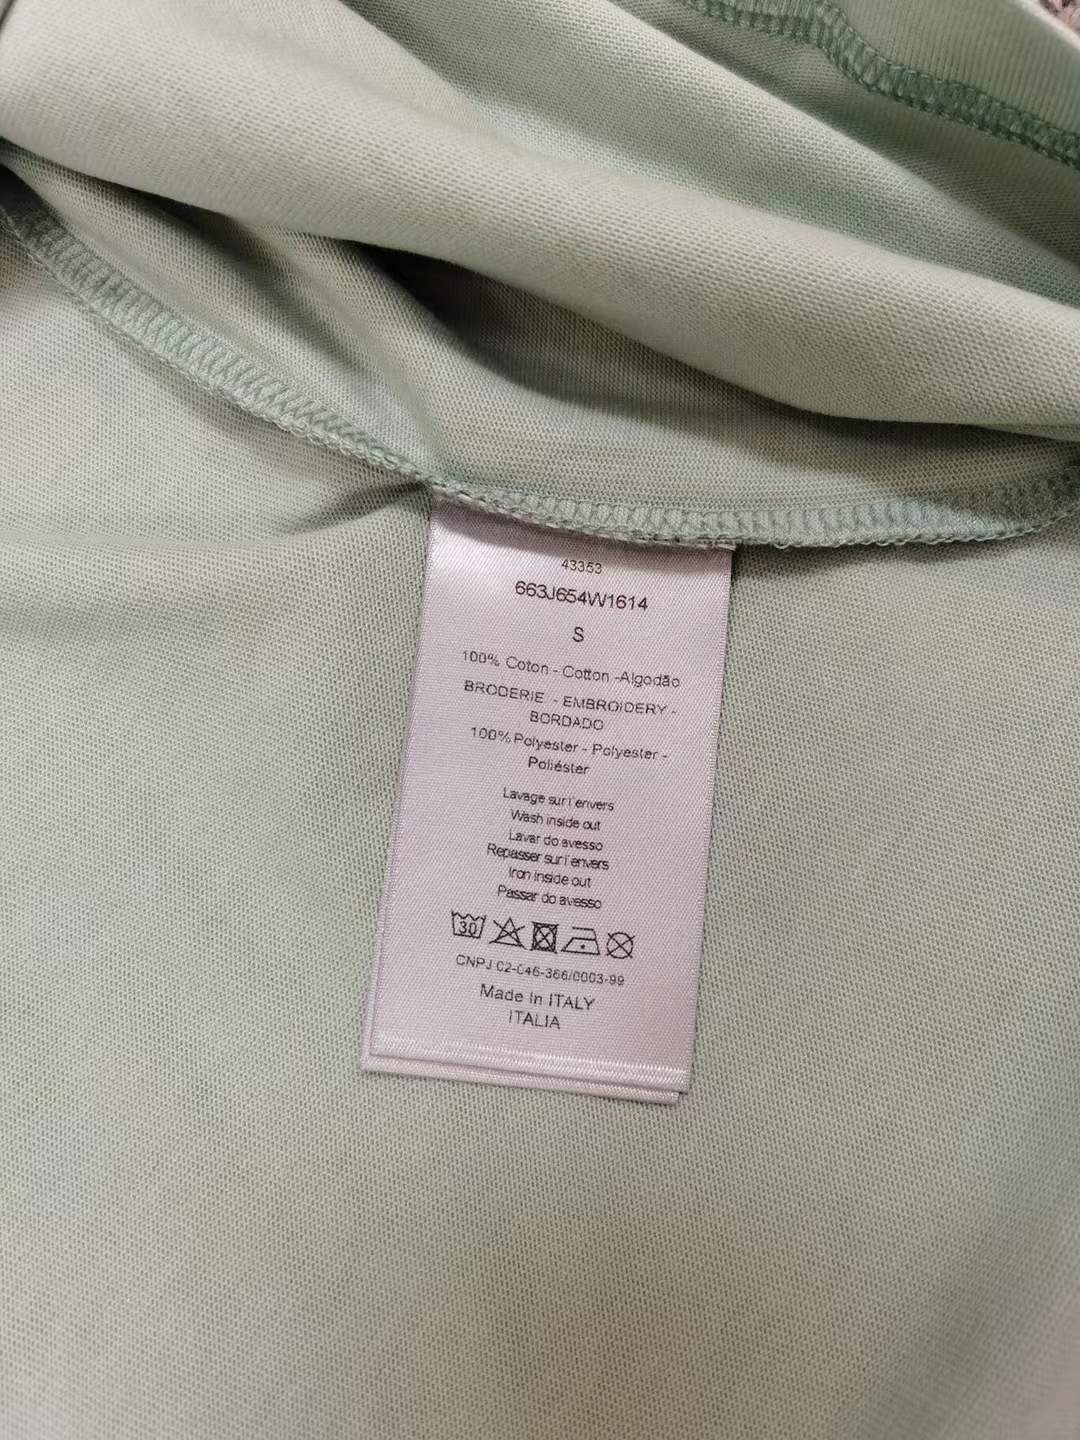 43353
663J654W1614
S
100% Coton - Cotton -Algodão
BRODERIE - EMBROIDERY -
BORDADO
100% Polyester - Polyester -
Poliéster
Lavage sur l'envers
Wash inside out
Lavar do avesso
Repasser sur l'envers
Iron inside out
Passar do avesso
30
CNPJ 02-046-366/0003-99
Made in ITALY
ITALIA